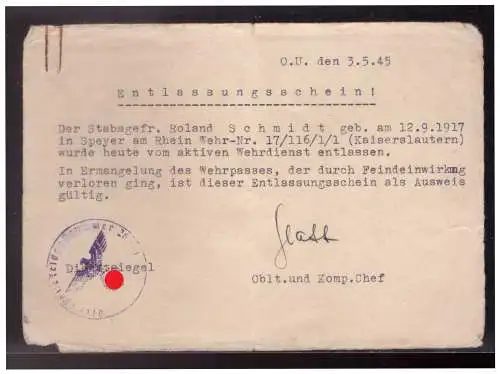 O.U. den 3.5.45
Entlassungsschein!
Der Stabsgefr. Roland Schmidt geb. am 12.9.1917
in Speyer am Rhein Wehr-Nr. 17/116/1/1 (Kaiserslautern)
wurde heute vom aktiven Wehrdienst entlassen.
In Ermangelung des Wehrpasses, der durch Feindeinwirkung
verloren ging, ist dieser Entlassungsschein als Ausweis
gültig.
Dienstsiegel
Oblt.und Komp.Chef